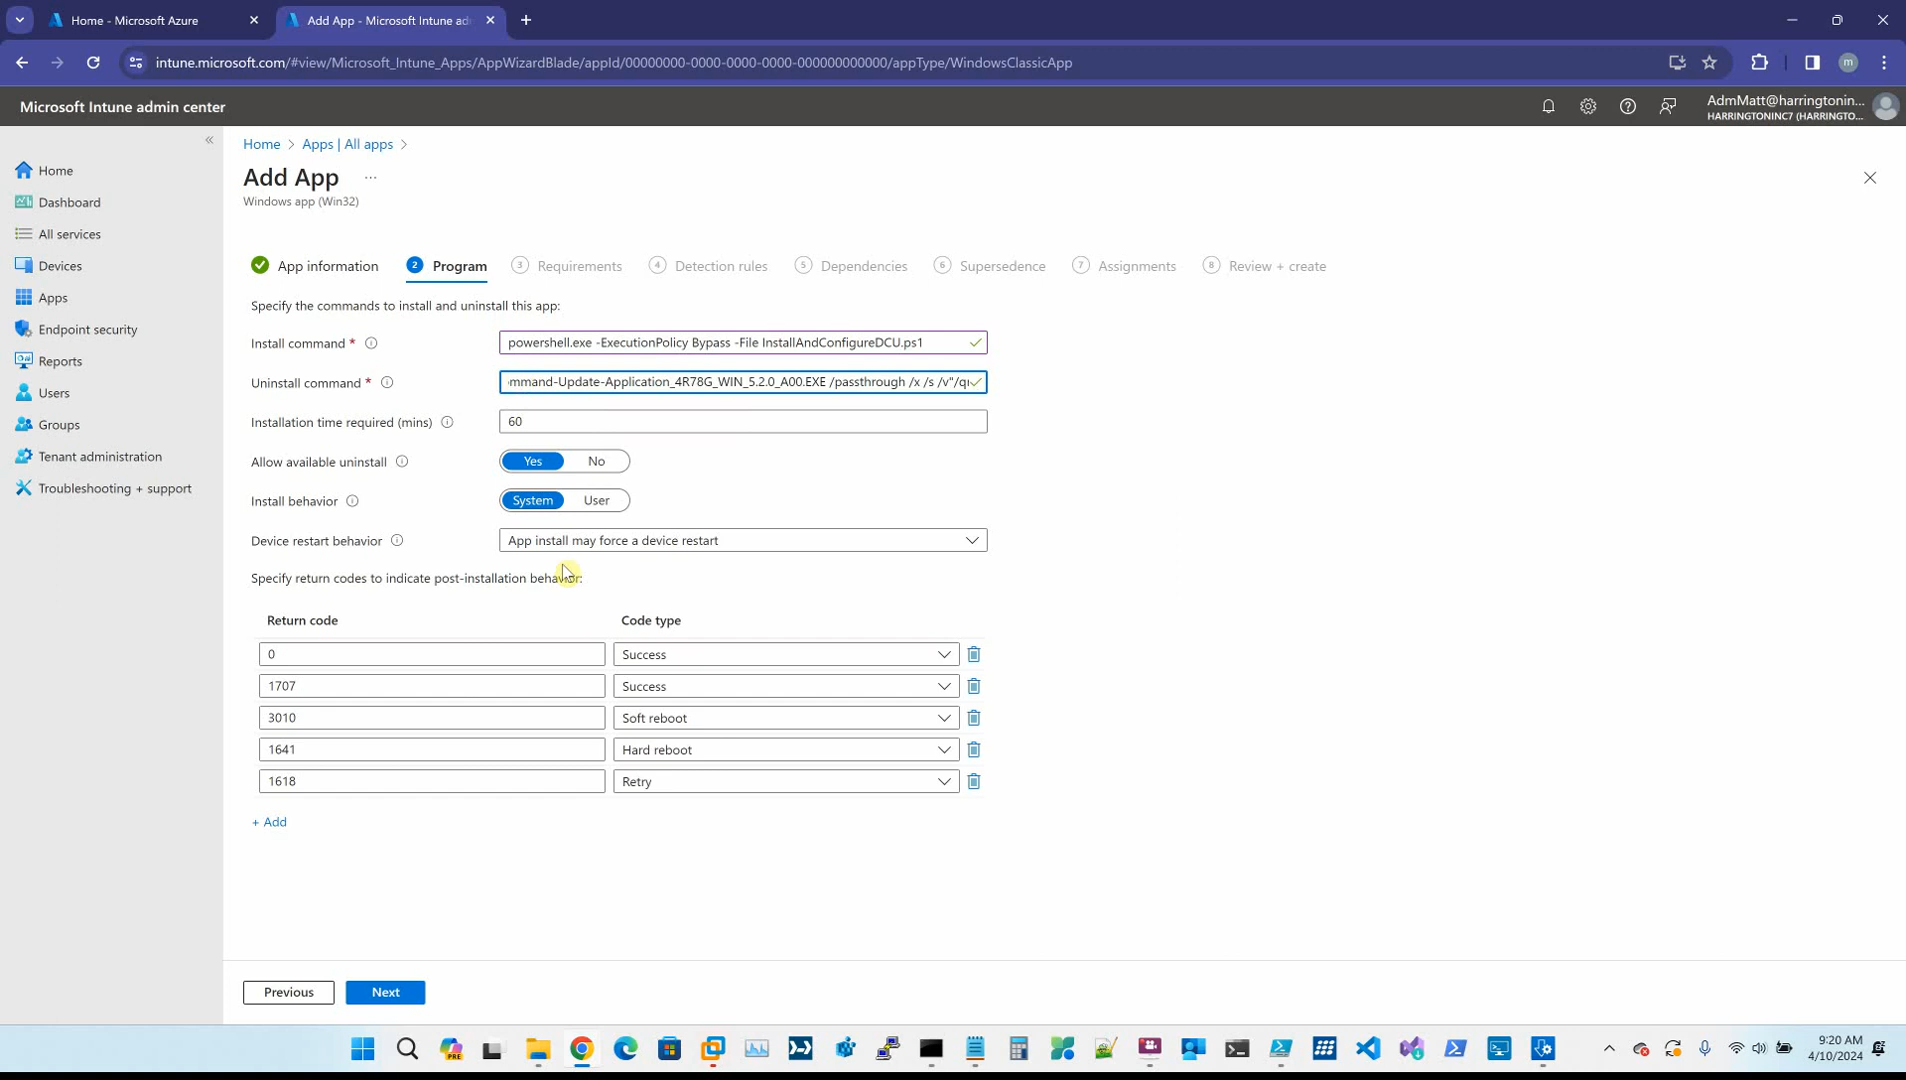 Home - Microsoft Azure
Add App - Microsoft Intune adm
intune.microsoft.com/#view/Microsoft_Intune_Apps/AppWizardBlade/appId/00000000-0000-0000-0000-000000000000/appType/WindowsClassicApp
m
Microsoft Intune admin center
AdmMatt@harringtonin...
HARRINGTONINC7 (HARRINGTO...
Home
Dashboard
All services
Devices
Apps
Endpoint security
Reports
Users
Groups
Tenant administration
Troubleshooting + support
Home > Apps | All apps >
Add App ...
Windows app (Win32)
App information
2 Program
3 Requirements
4 Detection rules
5 Dependencies
6 Supersedence
7 Assignments
8 Review + create
Specify the commands to install and uninstall this app:
Install command *
powershell.exe -ExecutionPolicy Bypass -File InstallAndConfigureDCU.ps1
Uninstall command *
ommand-Update-Application_4R78G_WIN_5.2.0_A00.EXE /passthrough /x /s /v"/q
Installation time required (mins)
60
Allow available uninstall
Yes No
Install behavior
System User
Device restart behavior
App install may force a device restart
Specify return codes to indicate post-installation behavior:
Return code Code type
0 Success
1707 Success
3010 Soft reboot
1641 Hard reboot
1618 Retry
+ Add
Previous Next
PRE
9:20 AM
4/10/2024